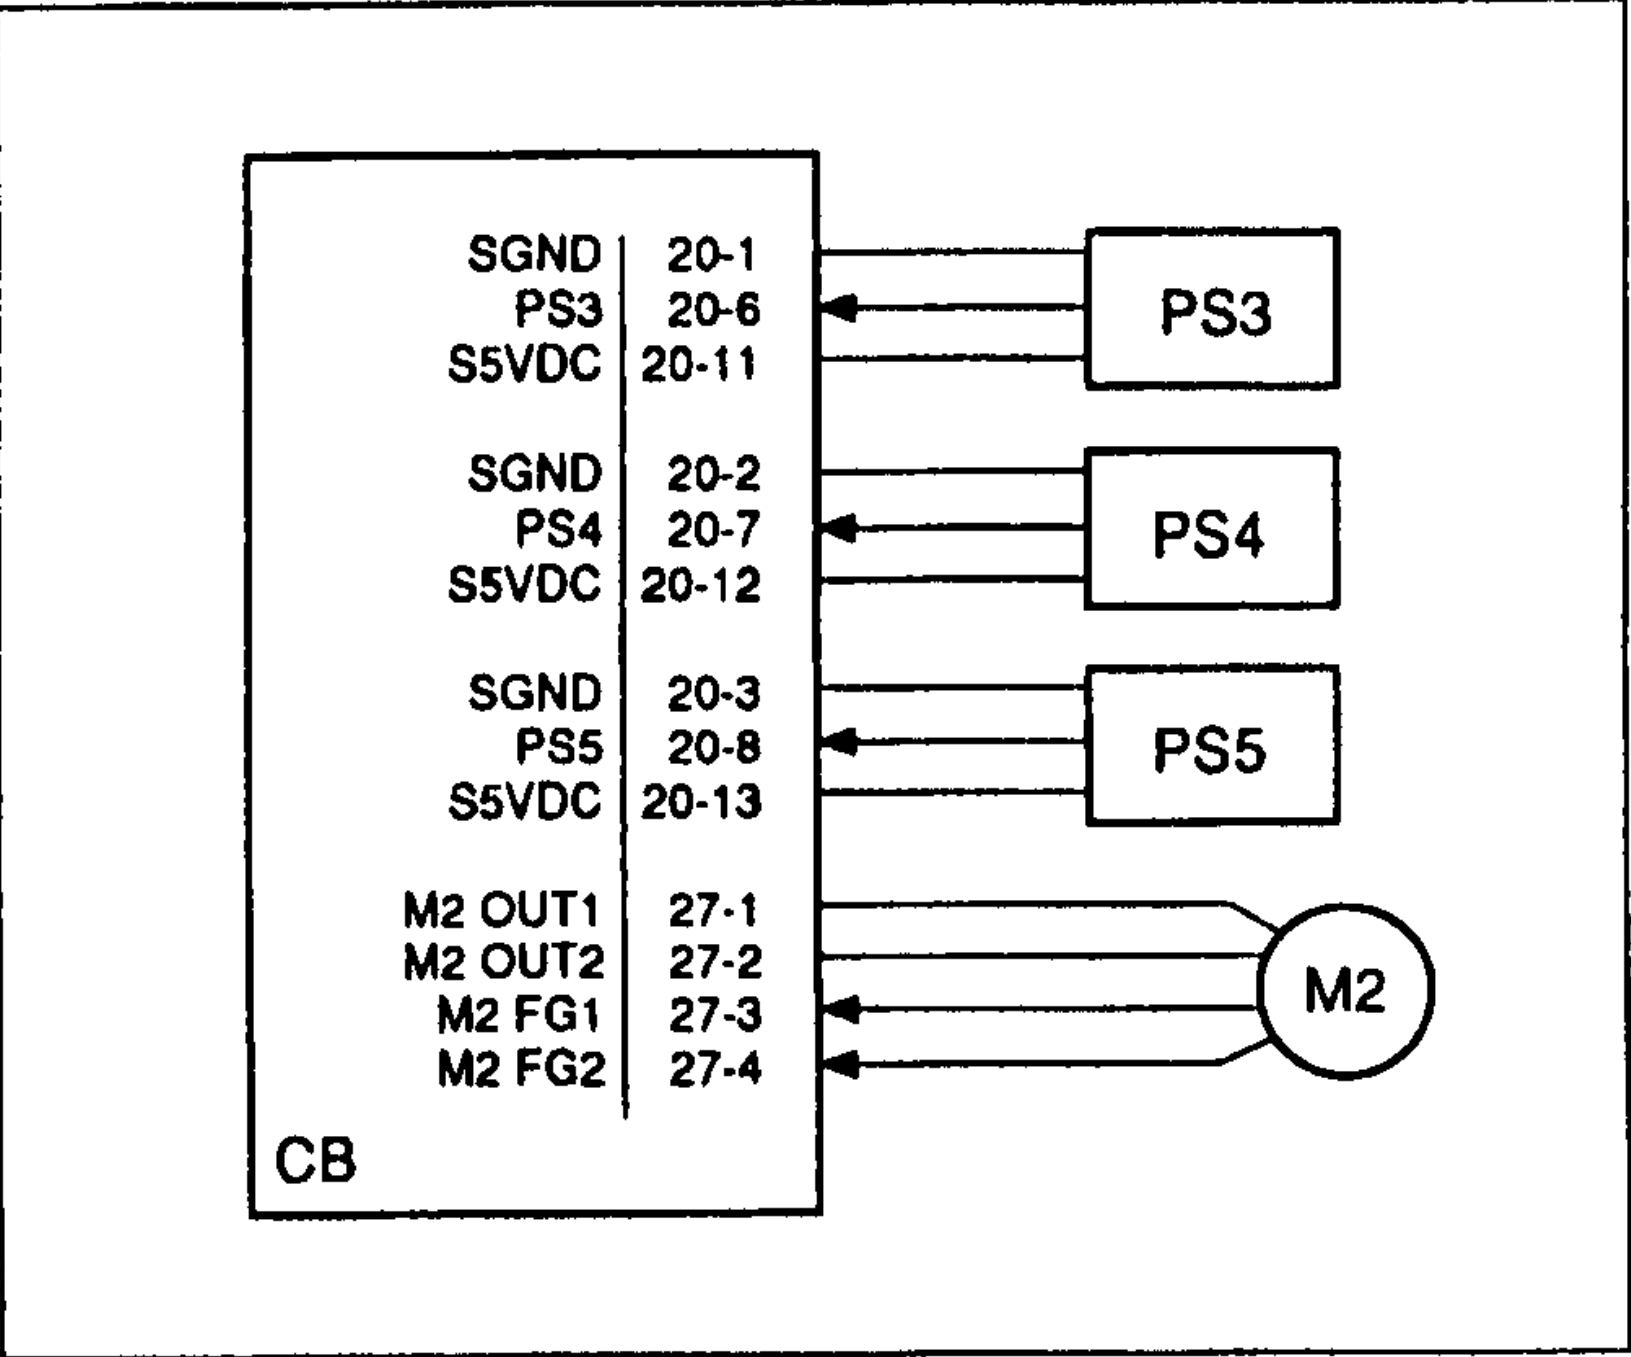 SGND 20-1
PS3 20-6
S5VDC 20-11
PS3
SGND 20-2
PS4 20-7
S5VDC 20-12
PS4
SGND 20-3
PS5 20-8
S5VDC 20-13
PS5
M2 OUT1 27-1
M2 OUT2 27-2
M2 FG1 27-3
M2 FG2 27-4
M2
CB